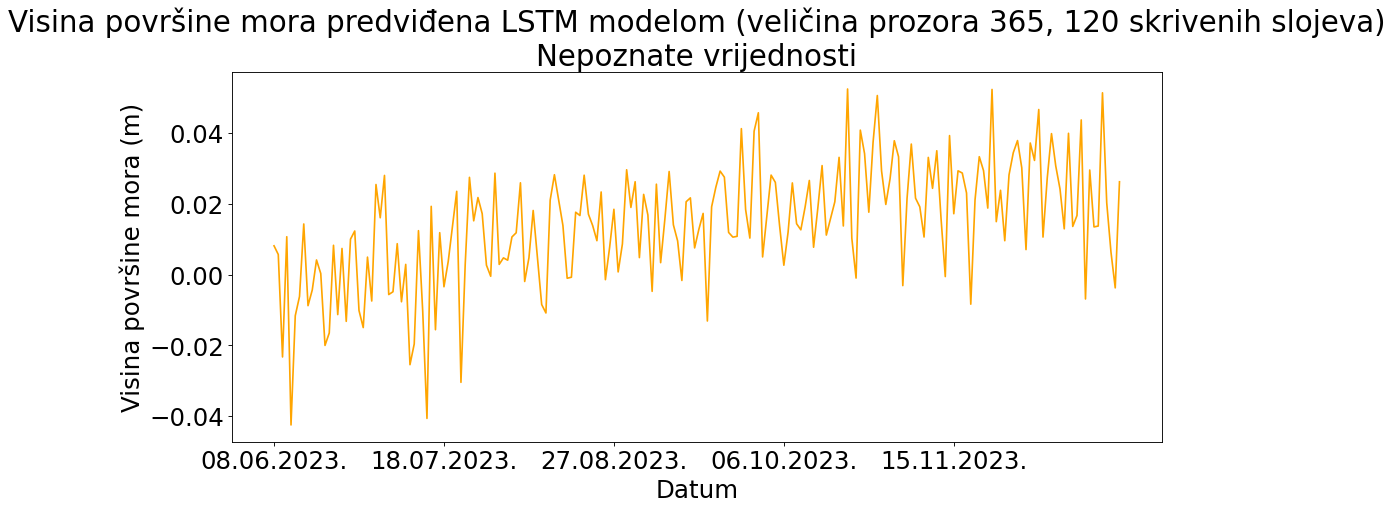 Visina površine mora predviđena LSTM modelom (veličina prozora 365, 120 skrivenih slojeva)
Nepoznate vrijednosti
Visina površine mora (m)
0.04
0.02
0.00
−0.02
−0.04
08.06.2023. 18.07.2023. 27.08.2023. 06.10.2023. 15.11.2023.
Datum